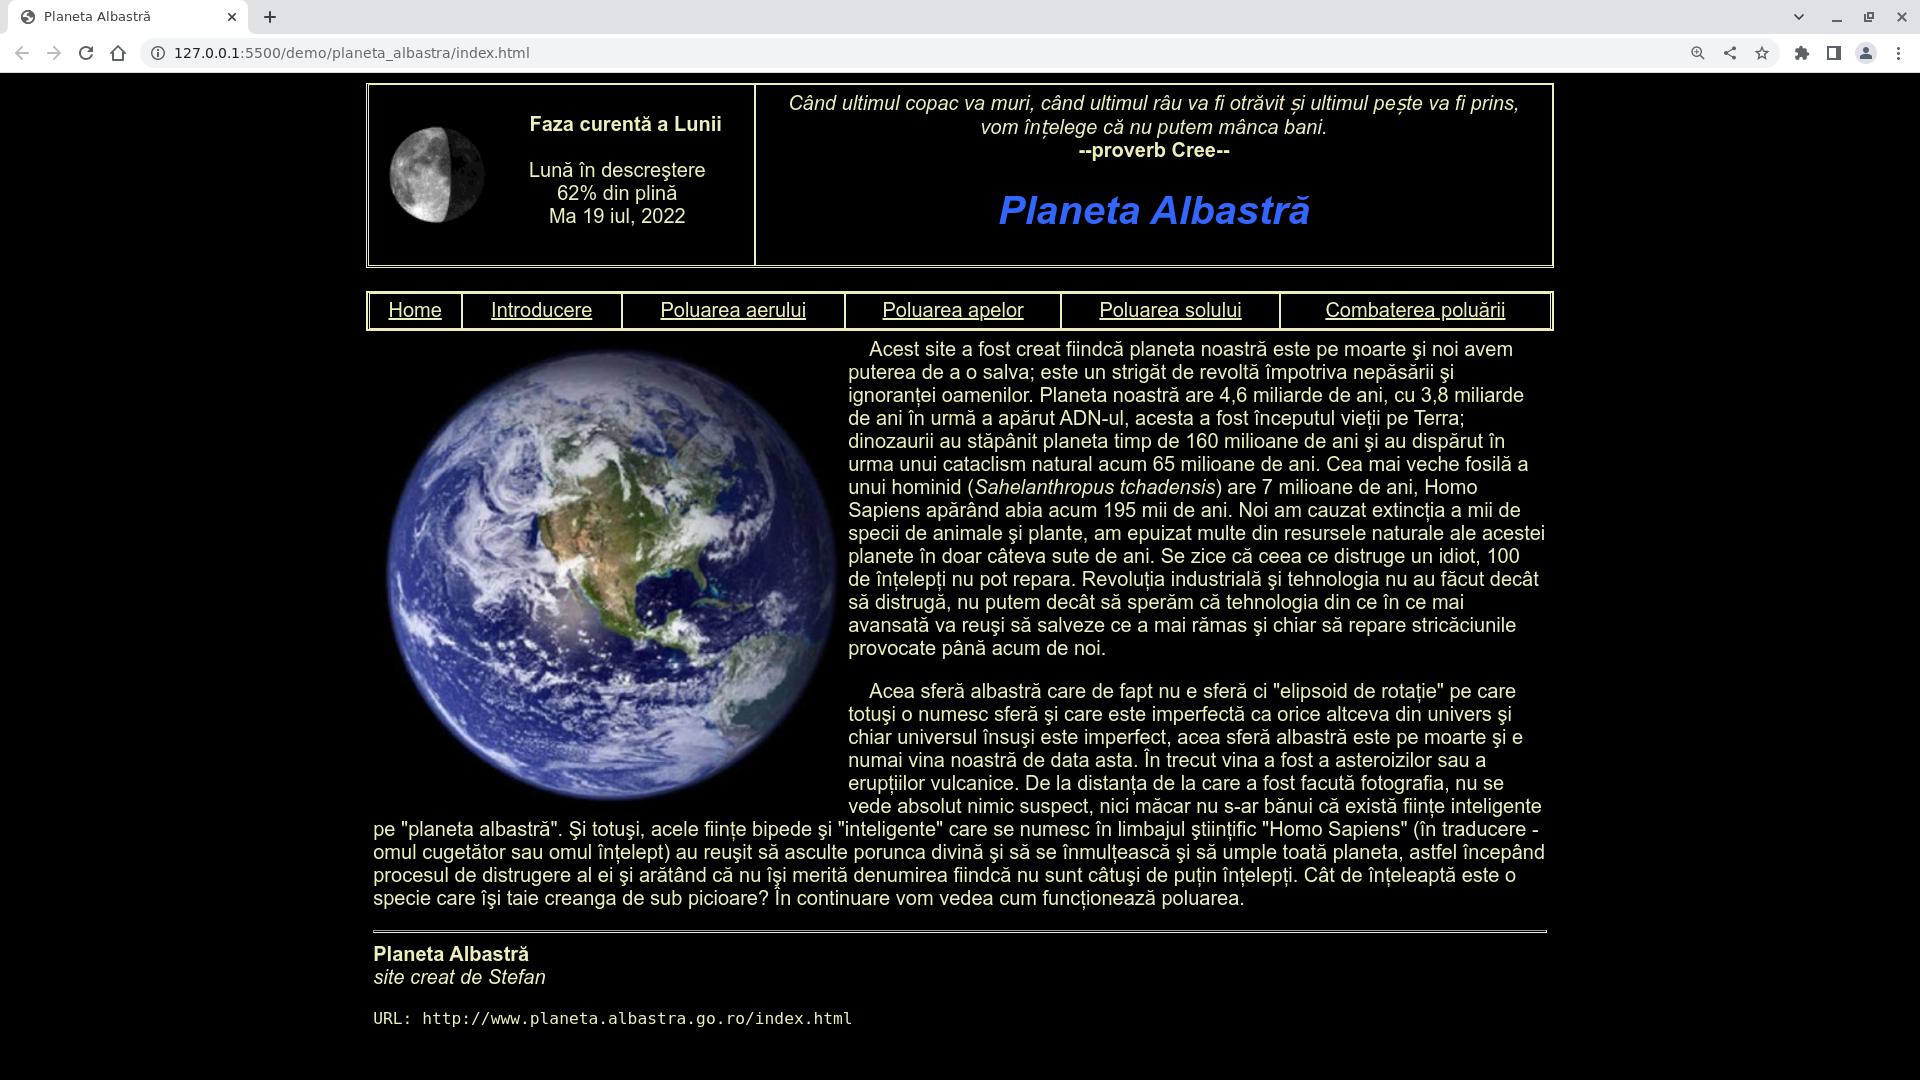 Planeta Albastră
127.0.0.1:5500/demo/planeta_albastra/index.html
Faza curentă a Lunii
Lună în descreştere
62% din plină
Ma 19 iul, 2022
Când ultimul copac va muri, când ultimul râu va fi otrăvit și ultimul pește va fi prins,
vom înțelege că nu putem mânca bani.
--proverb Cree--
Planeta Albastră
Home Introducere Poluarea aerului Poluarea apelor Poluarea solului Combaterea poluării
Acest site a fost creat fiindcă planeta noastră este pe moarte şi noi avem
puterea de a o salva; este un strigăt de revoltă împotriva nepăsării şi
ignoranței oamenilor. Planeta noastră are 4,6 miliarde de ani, cu 3,8 miliarde
de ani în urmă a apărut ADN-ul, acesta a fost începutul vieții pe Terra;
dinozaurii au stăpânit planeta timp de 160 milioane de ani şi au dispărut în
urma unui cataclism natural acum 65 milioane de ani. Cea mai veche fosilă a
unui hominid (Sahelanthropus tchadensis) are 7 milioane de ani, Homo
Sapiens apărând abia acum 195 mii de ani. Noi am cauzat extincția a mii de
specii de animale şi plante, am epuizat multe din resursele naturale ale acestei
planete în doar câteva sute de ani. Se zice că ceea ce distruge un idiot, 100
de înțelepți nu pot repara. Revoluția industrială şi tehnologia nu au făcut decât
să distrugă, nu putem decât să sperăm că tehnologia din ce în ce mai
avansată va reuşi să salveze ce a mai rămas şi chiar să repare stricăciunile
provocate până acum de noi.
Acea sferă albastră care de fapt nu e sferă ci "elipsoid de rotație" pe care
totuşi o numesc sferă şi care este imperfectă ca orice altceva din univers şi
chiar universul însuşi este imperfect, acea sferă albastră este pe moarte şi e
numai vina noastră de data asta. În trecut vina a fost a asteroizilor sau a
erupțiilor vulcanice. De la distanța de la care a fost facută fotografia, nu se
vede absolut nimic suspect, nici măcar nu s-ar bănui că există ființe inteligente
pe "planeta albastră". Şi totuşi, acele ființe bipede şi "inteligente" care se numesc în limbajul ştiințific "Homo Sapiens" (în traducere -
omul cugetător sau omul înțelept) au reuşit să asculte porunca divină şi să se înmulțească şi să umple toată planeta, astfel începând
procesul de distrugere al ei şi arătând că nu îşi merită denumirea fiindcă nu sunt câtuşi de puțin înțelepți. Cât de înțeleaptă este o
specie care îşi taie creanga de sub picioare? În continuare vom vedea cum funcționează poluarea.
Planeta Albastră
site creat de Stefan
URL: http://www.planeta.albastra.go.ro/index.html